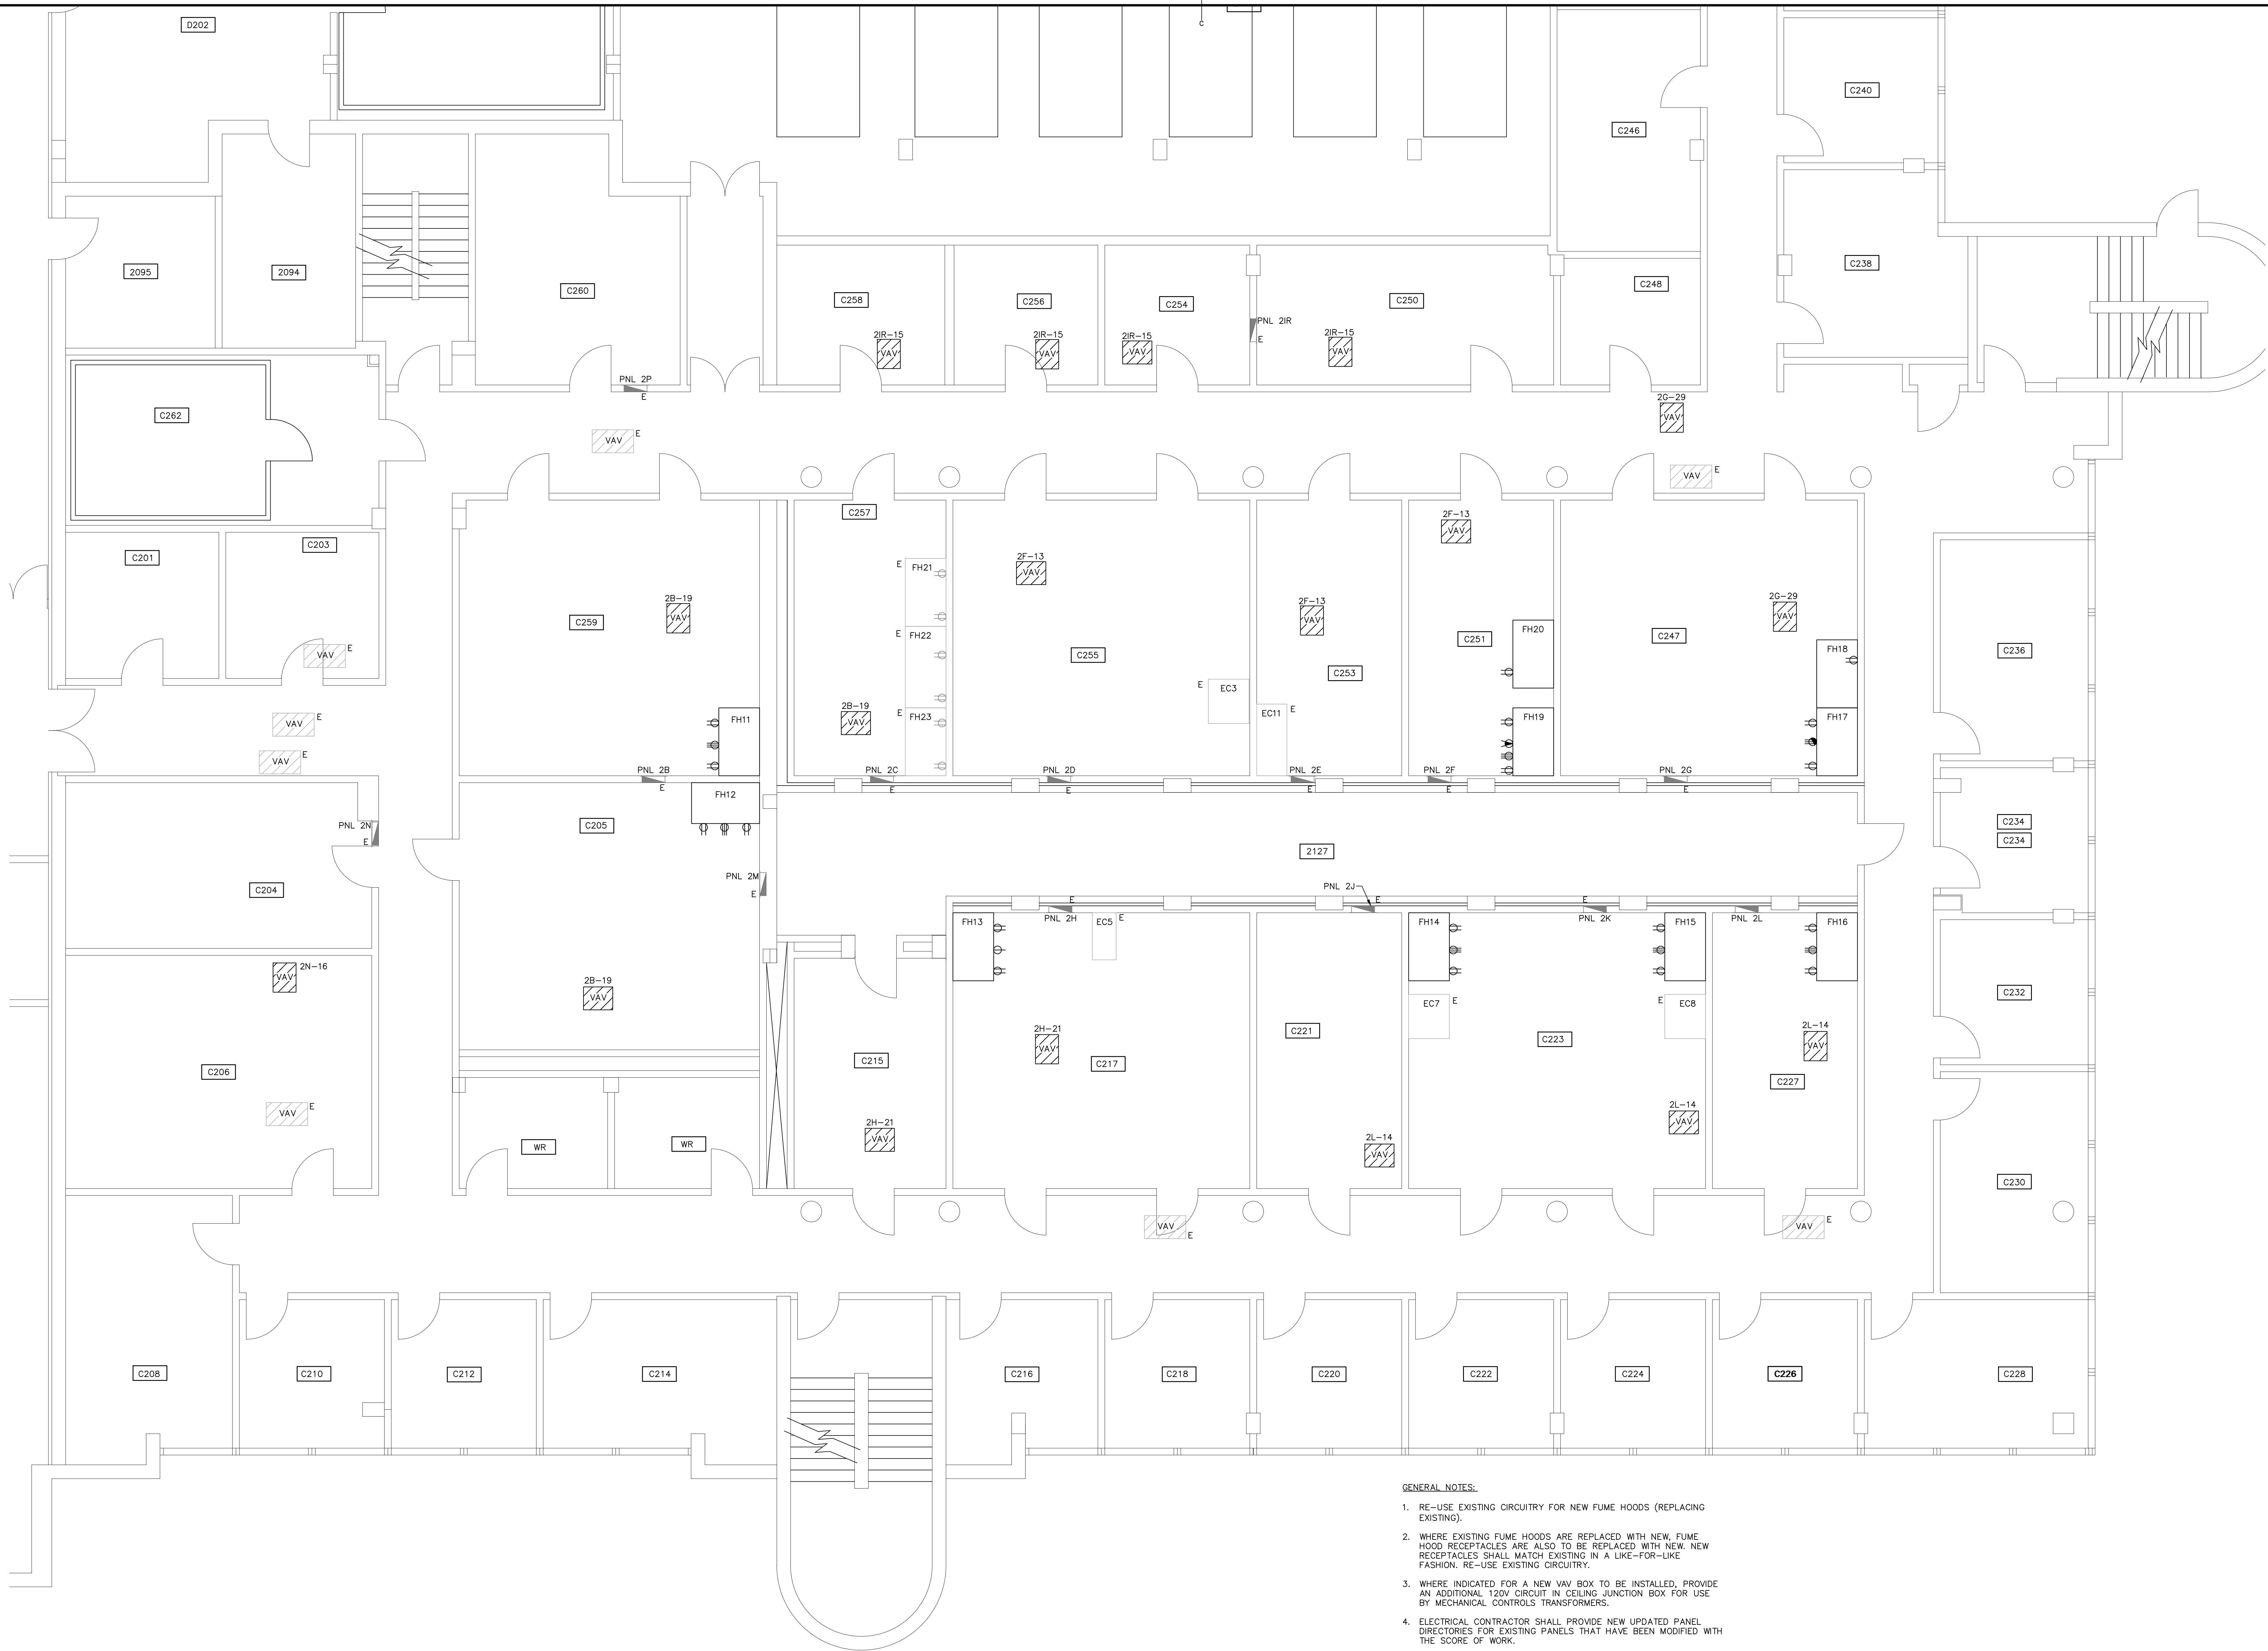 C
D202
C240
C246
2095
2094
C260
C258
C256
C254
C250
C248
C238
PNL 2IR
E
2IR-15
VAV
2IR-15
VAV
2IR-15
VAV
2IR-15
VAV
PNL 2P
E
2G-29
VAV
C262
VAV
E
VAV
E
C201
C203
C257
2F-13
VAV
2F-13
VAV
E
FH21
2B-19
VAV
C259
2F-13
VAV
2G-29
VAV
E
FH22
C255
C251
FH20
C247
FH18
C236
VAV
E
C253
E
EC3
EC11
E
2B-19
VAV
E
FH23
FH11
FH19
FH17
VAV
E
VAV
E
PNL 2B
E
PNL 2C
E
PNL 2D
E
PNL 2E
E
PNL 2F
E
PNL 2G
E
FH12
PNL 2N
E
C205
C234
C234
2127
C204
PNL 2M
E
PNL 2J
E
E
E
PNL 2H
EC5
E
PNL 2K
PNL 2L
FH13
FH14
FH15
FH16
2N-16
VAV
2B-19
VAV
C232
EC7
E
E
EC8
2H-21
VAV
C221
C223
2L-14
VAV
C206
C215
C217
C227
VAV
E
2H-21
VAV
2L-14
VAV
2L-14
VAV
WR
WR
C230
VAV
E
VAV
E
C208
C210
C212
C214
C216
C218
C220
C222
C224
C226
C228
GENERAL NOTES:
1. RE-USE EXISTING CIRCUITRY FOR NEW FUME HOODS (REPLACING
EXISTING).
2. WHERE EXISTING FUME HOODS ARE REPLACED WITH NEW, FUME
HOOD RECEPTACLES ARE ALSO TO BE REPLACED WITH NEW. NEW
RECEPTACLES SHALL MATCH EXISTING IN A LIKE-FOR-LIKE
FASHION. RE-USE EXISTING CIRCUITRY.
3. WHERE INDICATED FOR A NEW VAV BOX TO BE INSTALLED, PROVIDE
AN ADDITIONAL 120V CIRCUIT IN CEILING JUNCTION BOX FOR USE
BY MECHANICAL CONTROLS TRANSFORMERS.
4. ELECTRICAL CONTRACTOR SHALL PROVIDE NEW UPDATED PANEL
DIRECTORIES FOR EXISTING PANELS THAT HAVE BEEN MODIFIED WITH
THE SCORE OF WORK.